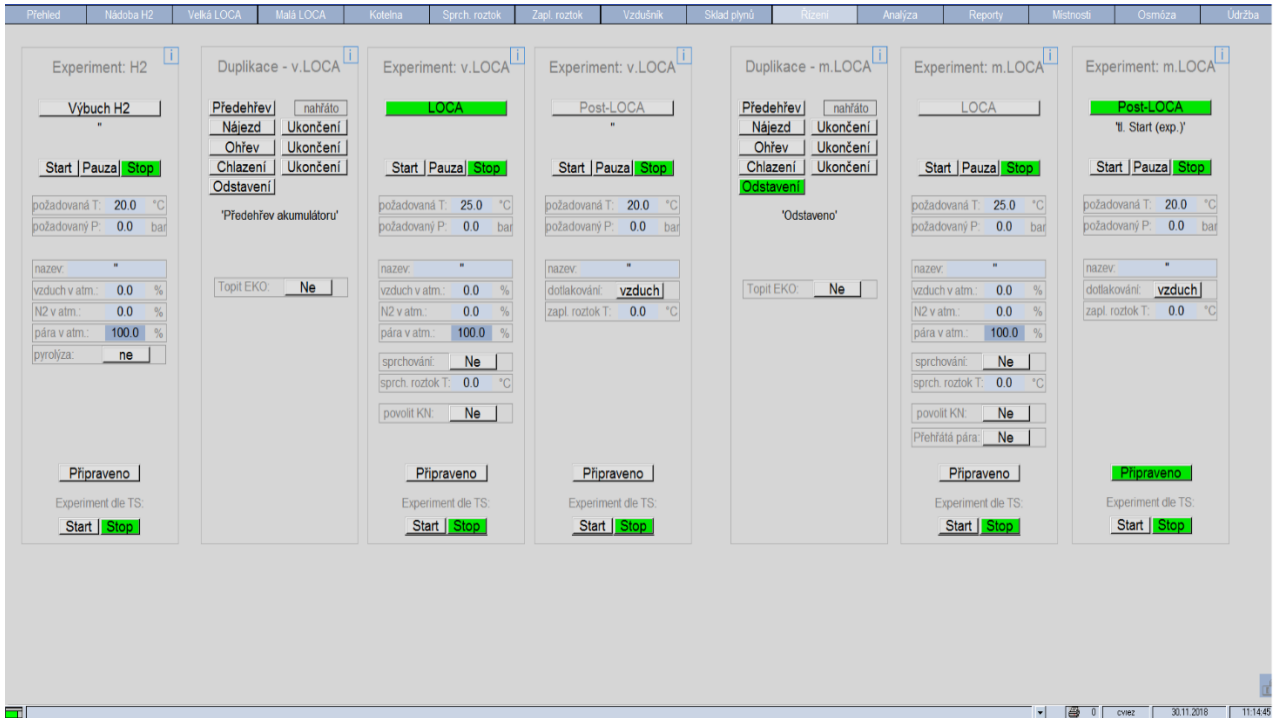 Přehled Nádoba H2 Velká LOCA Malá LOCA Kotelna Sprch. roztok Zapl. roztok Vzdušník Sklad plynů Řízení Analýza Reporty Místnosti Osmóza Údržba
Experiment: H2 i
Výbuch H2
''
Start Pauza Stop
požadovaná T: 20.0 °C
požadovaný P: 0.0 bar
nazev: ''
vzduch v atm.: 0.0 %
N2 v atm.: 0.0 %
pára v atm.: 100.0 %
pyrolýza: ne
Připraveno
Experiment dle TS:
Start Stop
Duplikace - v.LOCA i
Předehřev nahřáto
Nájezd Ukončení
Ohřev Ukončení
Chlazení Ukončení
Odstavení
'Předehřev akumulátoru'
Topit EKO: Ne
Experiment: v.LOCA i
LOCA
Start Pauza Stop
požadovaná T: 25.0 °C
požadovaný P: 0.0 bar
nazev: ''
vzduch v atm.: 0.0 %
N2 v atm.: 0.0 %
pára v atm.: 100.0 %
sprchování: Ne
sprch. roztok T: 0.0 °C
povolit KN: Ne
Připraveno
Experiment dle TS:
Start Stop
Experiment: v.LOCA i
Post-LOCA
''
Start Pauza Stop
požadovaná T: 20.0 °C
požadovaný P: 0.0 bar
nazev: ''
dotlakování: vzduch
zapl. roztok T: 0.0 °C
Připraveno
Experiment dle TS:
Start Stop
Duplikace - m.LOCA i
Předehřev nahřáto
Nájezd Ukončení
Ohřev Ukončení
Chlazení Ukončení
Odstavení
'Odstaveno'
Topit EKO: Ne
Experiment: m.LOCA i
LOCA
Start Pauza Stop
požadovaná T: 25.0 °C
požadovaný P: 0.0 bar
nazev: ''
vzduch v atm.: 0.0 %
N2 v atm.: 0.0 %
pára v atm.: 100.0 %
sprchování: Ne
sprch. roztok T: 0.0 °C
povolit KN: Ne
Přehřátá pára: Ne
Připraveno
Experiment dle TS:
Start Stop
Experiment: m.LOCA i
Post-LOCA
'tl. Start (exp.)'
Start Pauza Stop
požadovaná T: 20.0 °C
požadovaný P: 0.0 bar
nazev: ''
dotlakování: vzduch
zapl. roztok T: 0.0 °C
Připraveno
Experiment dle TS:
Start Stop
0 cviez 30.11.2018 11:14:45